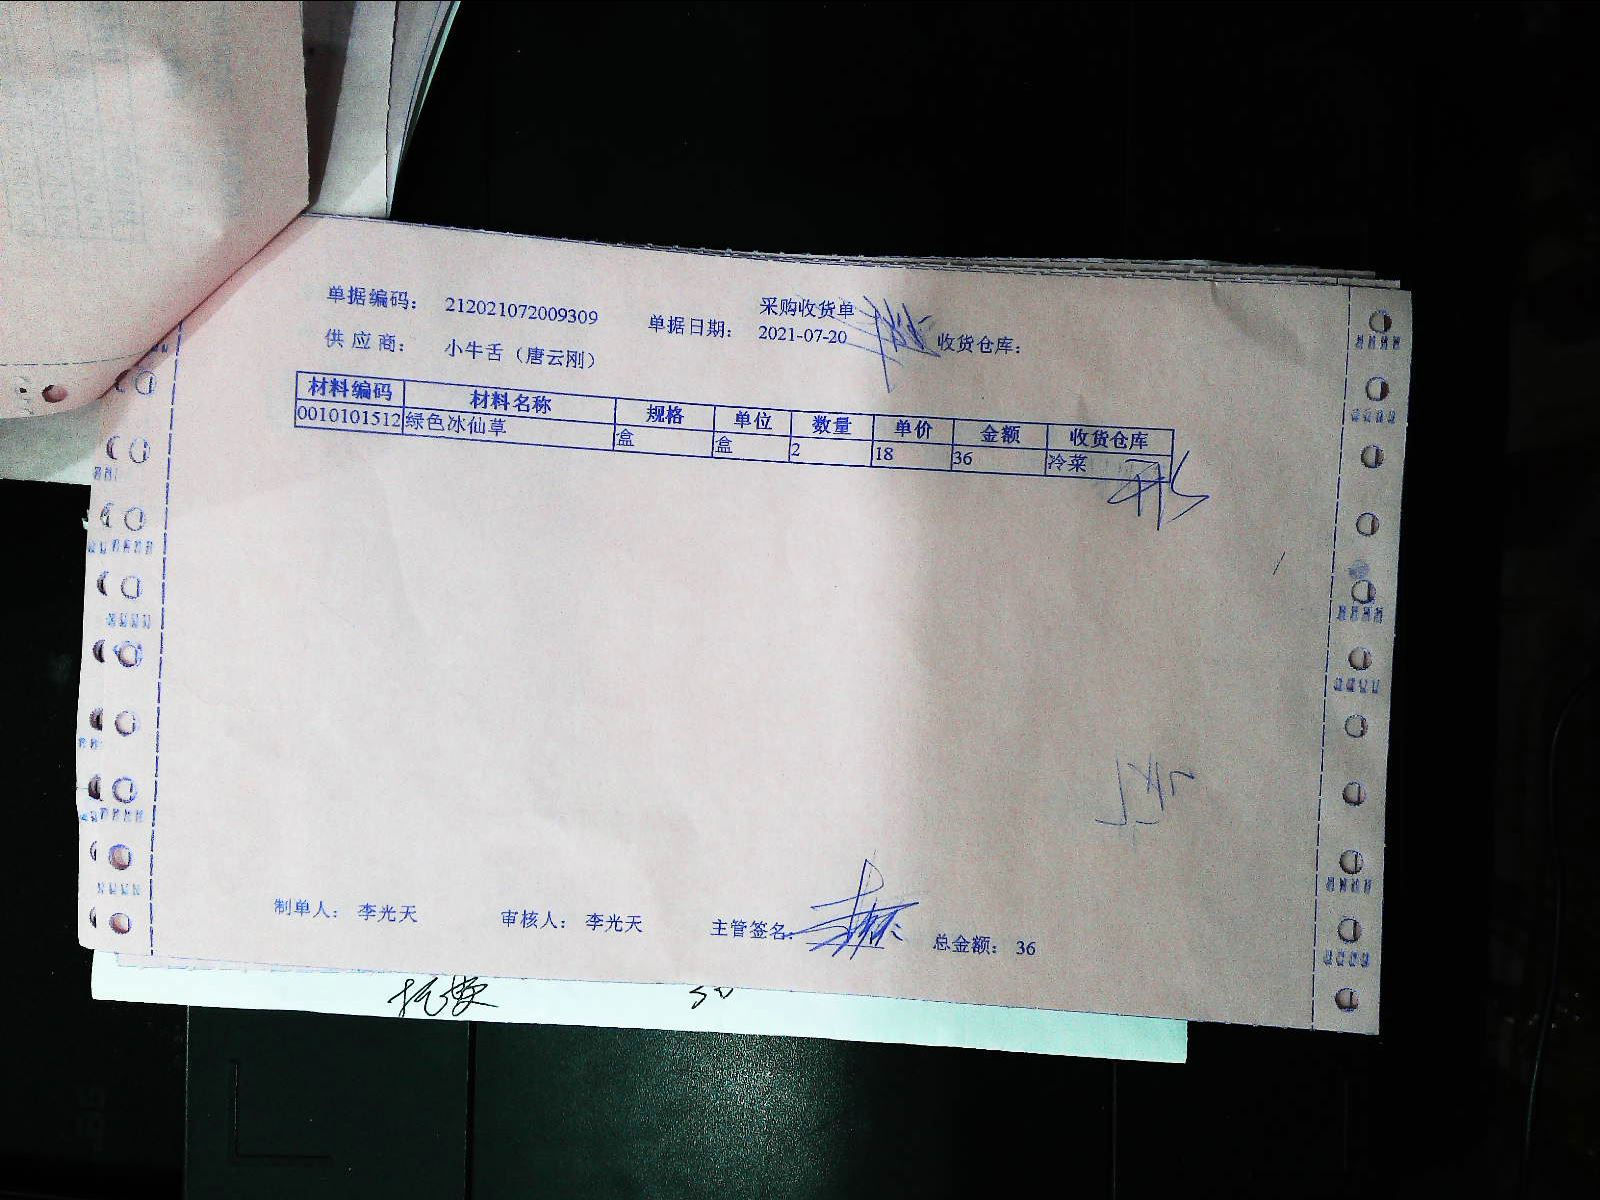 采购收货单
单据编码： 212021072009309 单据日期： 2021-07-20 收货仓库：
供 应 商： 小牛舌（唐云刚）
材料编码 材料名称 规格 单位 数量 单价 金额 收货仓库
0010101512 绿色冰仙草 盒 盒 2 18 36 冷菜
制单人： 李光天 审核人： 李光天 主管签名： 总金额： 36